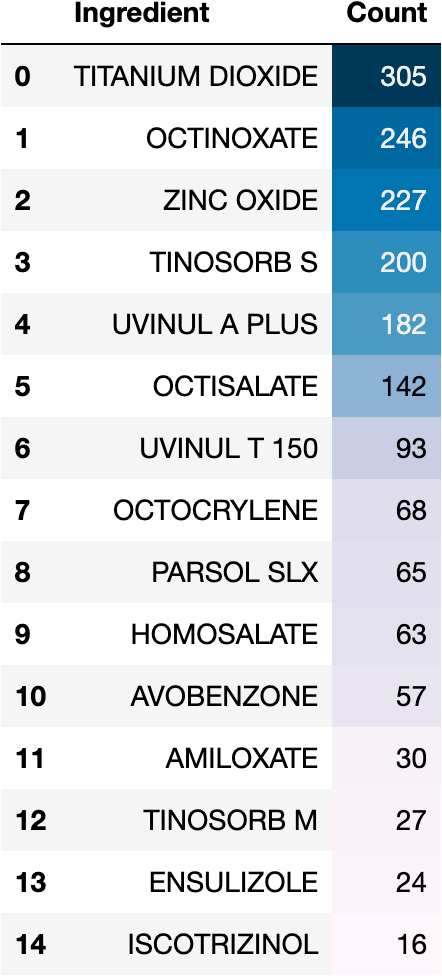 Ingredient Count
0 TITANIUM DIOXIDE 305
1 OCTINOXATE 246
2 ZINC OXIDE 227
3 TINOSORB S 200
4 UVINUL A PLUS 182
5 OCTISALATE 142
6 UVINUL T 150 93
7 OCTOCRYLENE 68
8 PARSOL SLX 65
9 HOMOSALATE 63
10 AVOBENZONE 57
11 AMILOXATE 30
12 TINOSORB M 27
13 ENSULIZOLE 24
14 ISCOTRIZINOL 16